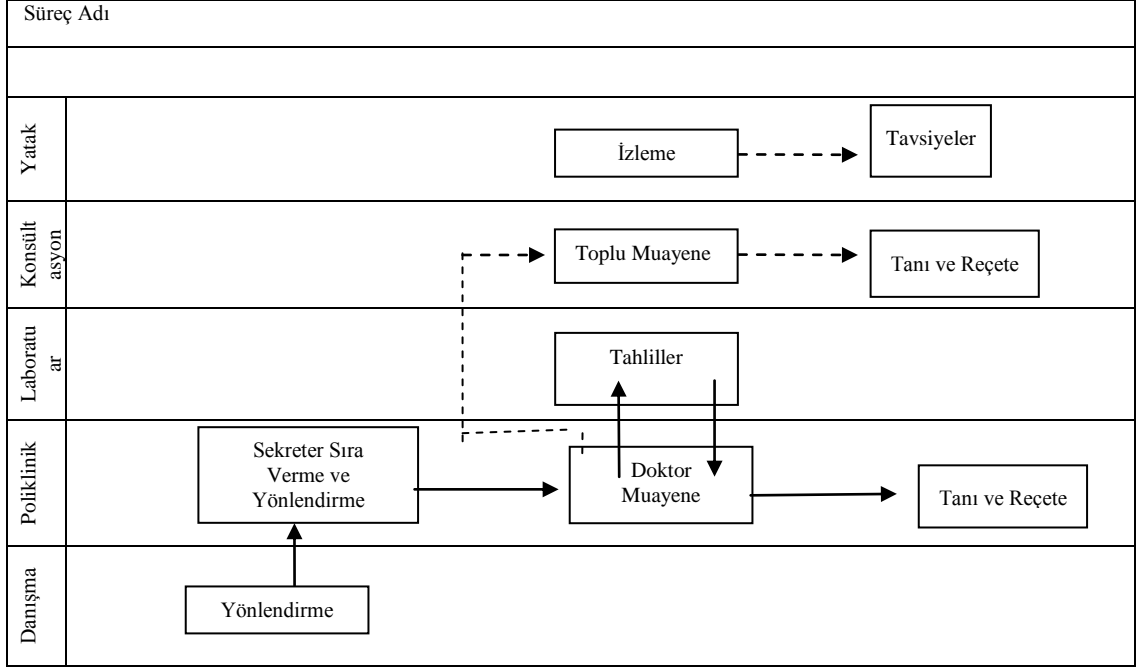 Süreç Adı
Yatak
İzleme
Tavsiyeler
Konsült
asyon
Toplu Muayene
Tanı ve Reçete
Laboratu
ar
Tahliller
Poliklinik
Sekreter Sıra
Verme ve
Yönlendirme
Doktor
Muayene
Tanı ve Reçete
Danışma
Yönlendirme